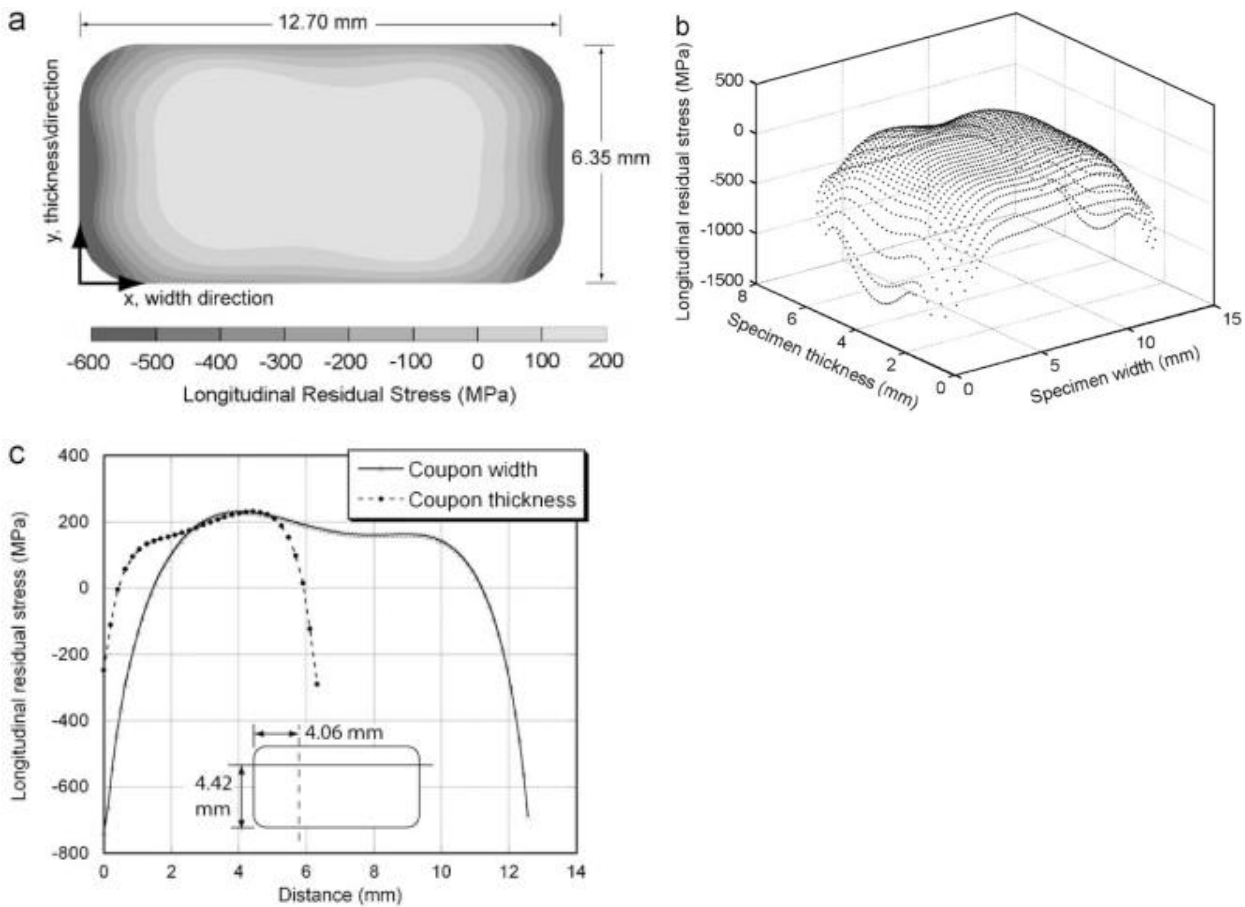 a
12.70 mm
6.35 mm
y, thickness\direction
x, width direction
-600 -500 -400 -300 -200 -100 0 100 200
Longitudinal Residual Stress (MPa)
b
Longitudinal residual stress (MPa)
500
0
-500
-1000
-1500
8
6
4
2
0
Specimen thickness (mm)
0
5
10
15
Specimen width (mm)
c
Longitudinal residual stress (MPa)
400
200
0
-200
-400
-600
-800
Coupon width
Coupon thickness
4.06 mm
4.42
mm
0 2 4 6 8 10 12 14
Distance (mm)